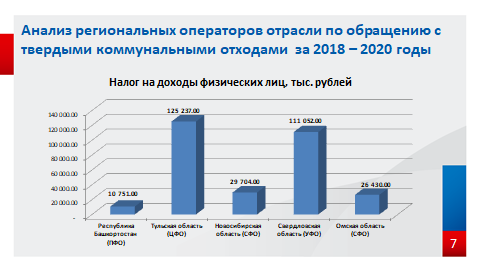 Анализ региональных операторов отрасли по обращению с
твердыми коммунальными отходами за 2018 – 2020 годы
Налог на доходы физических лиц, тыс. рублей
140 000.00
120 000.00
100 000.00
80 000.00
60 000.00
40 000.00
20 000.00
-
10 751.00
125 237.00
29 704.00
111 052.00
26 430.00
Республика
Башкортостан
(ПФО)
Тульская область
(ЦФО)
Новосибирская
область (СФО)
Свердловская
область (УФО)
Омская область
(СФО)
7